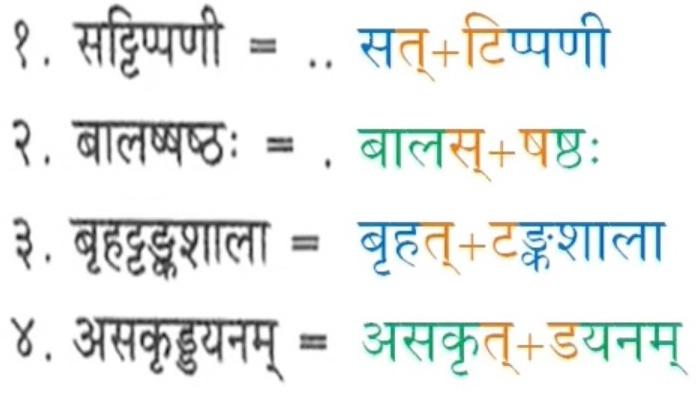 १. सट्टिप्पणी = .. सत्+टिप्पणी
२. बालष्षष्ठः = . बालस्+षष्ठः
३. बृहट्टङ्कशाला = बृहत्+टङ्कशाला
४. असकृड्डयनम् = असकृत्+डयनम्